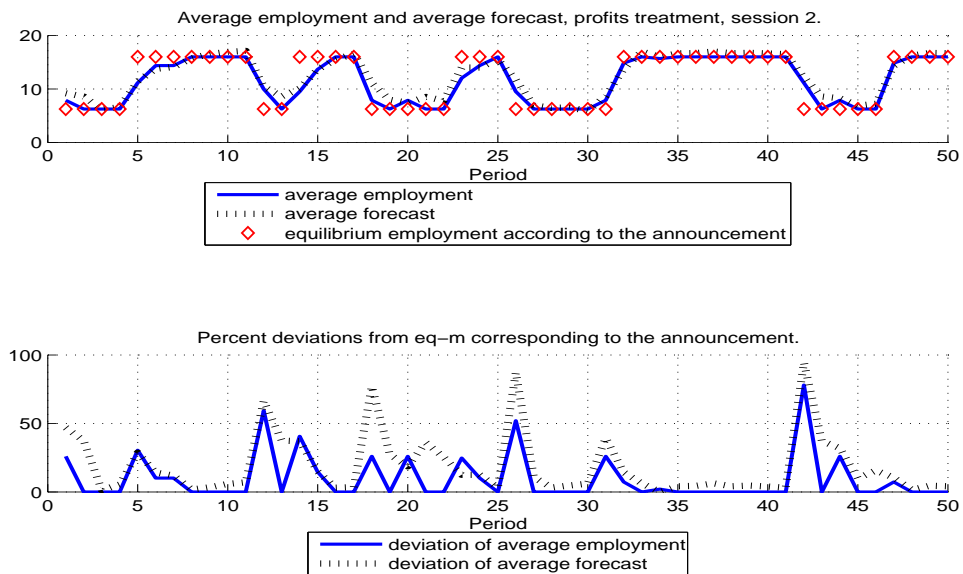 Average employment and average forecast, profits treatment, session 2.
20
10
0
0 5 10 15 20 25 30 35 40 45 50
Period
average employment
average forecast
equilibrium employment according to the announcement
Percent deviations from eq−m corresponding to the announcement.
100
50
0
0 5 10 15 20 25 30 35 40 45 50
Period
deviation of average employment
deviation of average forecast